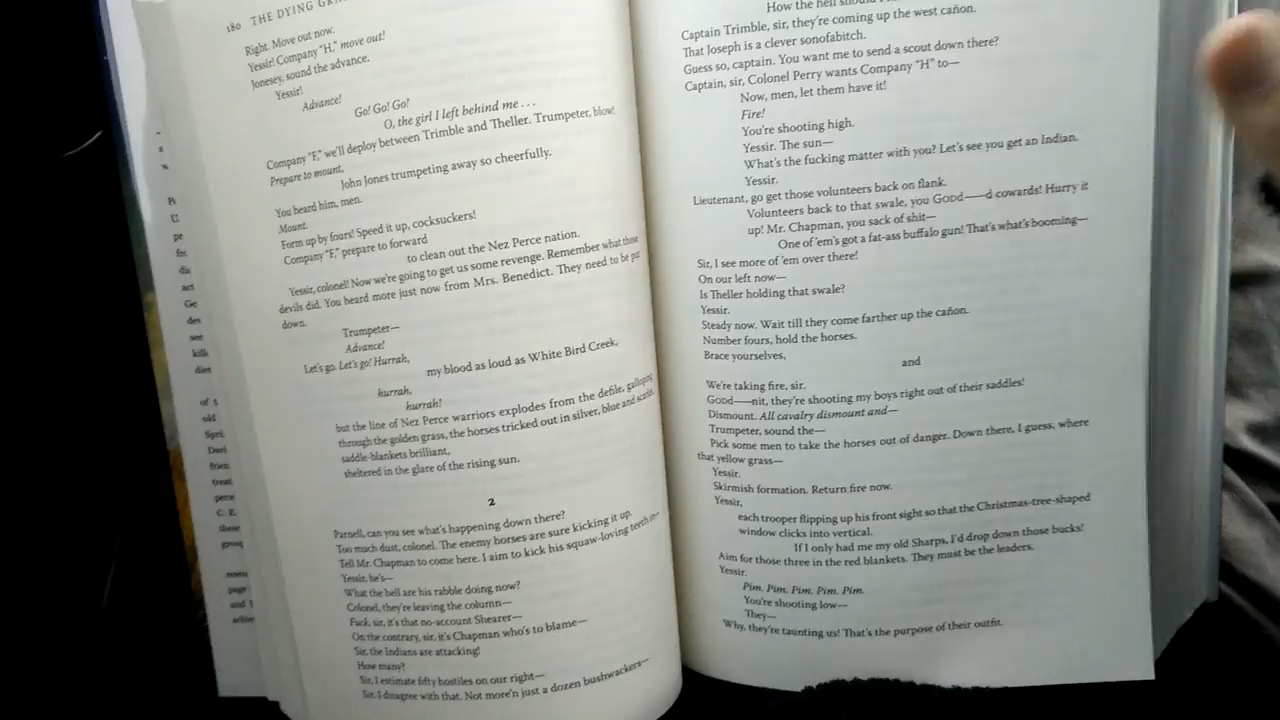 180 THE DYING
Right. Move out now.
Yessir! Company "H," move out!
Jonesey, sound the advance.
Yessir!
Advance!
Go! Go! Go!
O, the girl I left behind me . . .
Company "F," we'll deploy between Trimble and Theller. Trumpeter, blow!
Prepare to mount,
John Jones trumpeting away so cheerfully.
You heard him, men.
Mount.
Form up by fours! Speed it up, cocksuckers!
Company "F," prepare to forward
to clean out the Nez Perce nation.
Yessir, colonel! Now we're going to get us some revenge. Remember what those
devils did. You heard more just now from Mrs. Benedict. They need to be put
down.
Trumpeter—
Advance!
Let's go. Let's go! Hurrah,
my blood as loud as White Bird Creek,
hurrah,
hurrah!
but the line of Nez Perce warriors explodes from the defile, galloping
through the golden grass, the horses tricked out in silver, blue and scarlet,
saddle-blankets brilliant,
sheltered in the glare of the rising sun.
2
Parnell, can you see what's happening down there?
Too much dust, colonel. The enemy horses are sure kicking it up.
Tell Mr. Chapman to come here. I aim to kick his squaw-loving teeth in—
Yessir, he's—
What the hell are his rabble doing now?
Colonel, they're leaving the column—
Fuck, sir, it's that no-account Shearer—
On the contrary, sir, it's Chapman who's to blame—
Sir, the Indians are attacking!
How many?
Sir, I estimate fifty hostiles on our right—
Sir, I disagree with that. Not more'n just a dozen bushwackers—
How the hell should
Captain Trimble, sir, they're coming up the west cañon.
That Joseph is a clever sonofabitch.
Guess so, captain. You want me to send a scout down there?
Captain, sir, Colonel Perry wants Company "H" to—
Now, men, let them have it!
Fire!
You're shooting high.
Yessir. The sun—
What's the fucking matter with you? Let's see you get an Indian.
Yessir.
Lieutenant, go get those volunteers back on flank.
Volunteers back to that swale, you GODD——d cowards! Hurry it
up! Mr. Chapman, you sack of shit—
One of 'em's got a fat-ass buffalo gun! That's what's booming—
Sir, I see more of 'em over there!
On our left now—
Is Theller holding that swale?
Yessir.
Steady now. Wait till they come farther up the cañon.
Number fours, hold the horses.
Brace yourselves,
and
We're taking fire, sir.
GODD——nit, they're shooting my boys right out of their saddles!
Dismount. All cavalry dismount and—
Trumpeter, sound the—
Pick some men to take the horses out of danger. Down there, I guess, where
that yellow grass—
Yessir.
Skirmish formation. Return fire now.
Yessir,
each trooper flipping up his front sight so that the Christmas-tree-shaped
window clicks into vertical.
If I only had me my old Sharps, I'd drop down those bucks!
Aim for those three in the red blankets. They must be the leaders.
Yessir.
Pim. Pim. Pim. Pim. Pim.
You're shooting low—
They—
Why, they're taunting us! That's the purpose of their outfit.